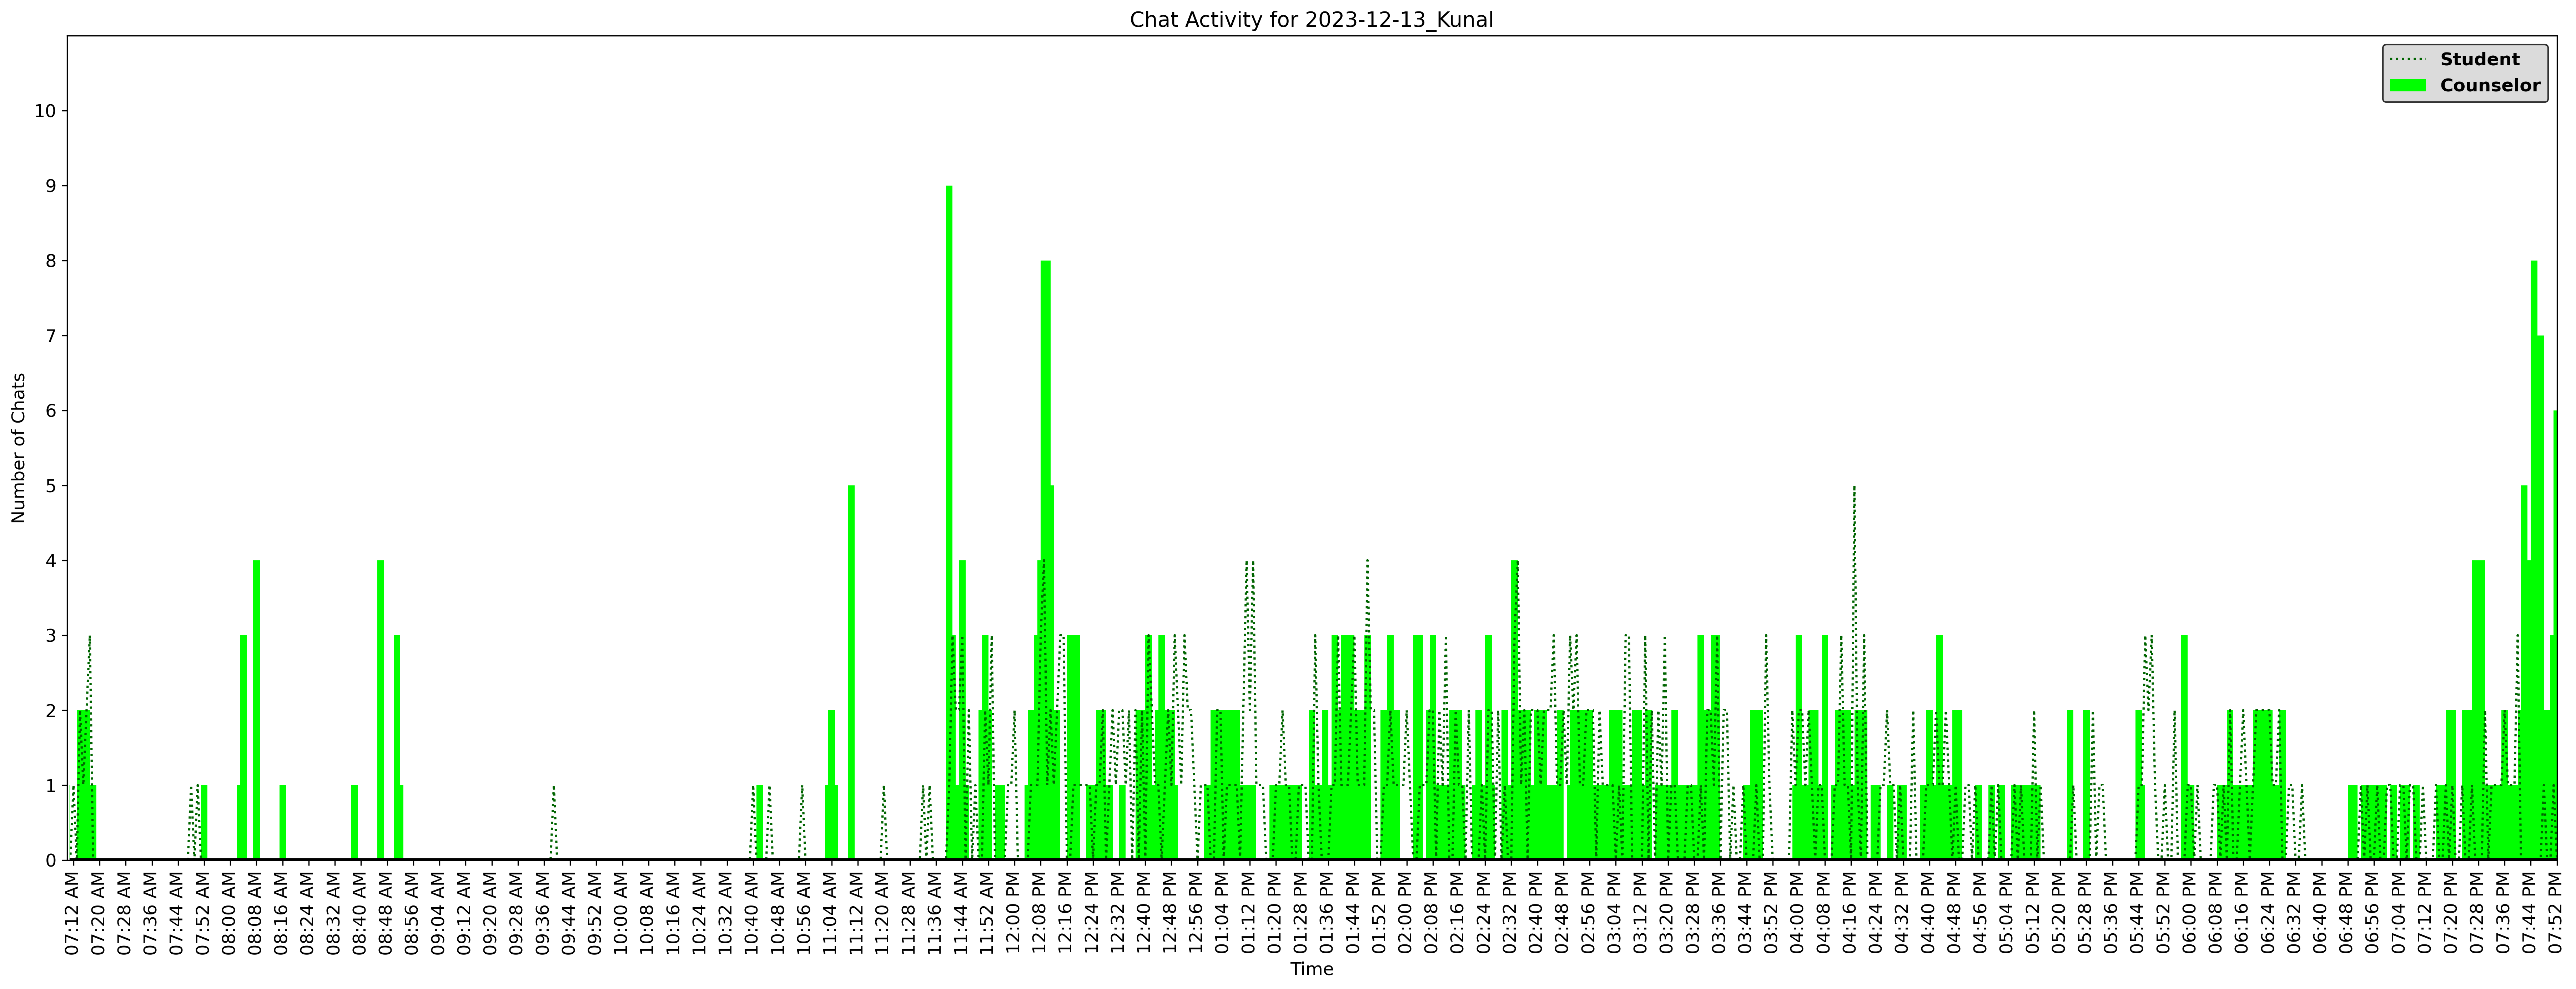 Chat Activity for 2023-12-13_Kunal
Student
Counselor
Number of Chats
10
9
8
7
6
5
4
3
2
1
0
07:12 AM
07:20 AM
07:28 AM
07:36 AM
07:44 AM
07:52 AM
08:00 AM
08:08 AM
08:16 AM
08:24 AM
08:32 AM
08:40 AM
08:48 AM
08:56 AM
09:04 AM
09:12 AM
09:20 AM
09:28 AM
09:36 AM
09:44 AM
09:52 AM
10:00 AM
10:08 AM
10:16 AM
10:24 AM
10:32 AM
10:40 AM
10:48 AM
10:56 AM
11:04 AM
11:12 AM
11:20 AM
11:28 AM
11:36 AM
11:44 AM
11:52 AM
12:00 PM
12:08 PM
12:16 PM
12:24 PM
12:32 PM
12:40 PM
12:48 PM
12:56 PM
01:04 PM
01:12 PM
01:20 PM
01:28 PM
01:36 PM
01:44 PM
01:52 PM
02:00 PM
02:08 PM
02:16 PM
02:24 PM
02:32 PM
02:40 PM
02:48 PM
02:56 PM
03:04 PM
03:12 PM
03:20 PM
03:28 PM
03:36 PM
03:44 PM
03:52 PM
04:00 PM
04:08 PM
04:16 PM
04:24 PM
04:32 PM
04:40 PM
04:48 PM
04:56 PM
05:04 PM
05:12 PM
05:20 PM
05:28 PM
05:36 PM
05:44 PM
05:52 PM
06:00 PM
06:08 PM
06:16 PM
06:24 PM
06:32 PM
06:40 PM
06:48 PM
06:56 PM
07:04 PM
07:12 PM
07:20 PM
07:28 PM
07:36 PM
07:44 PM
07:52 PM
Time